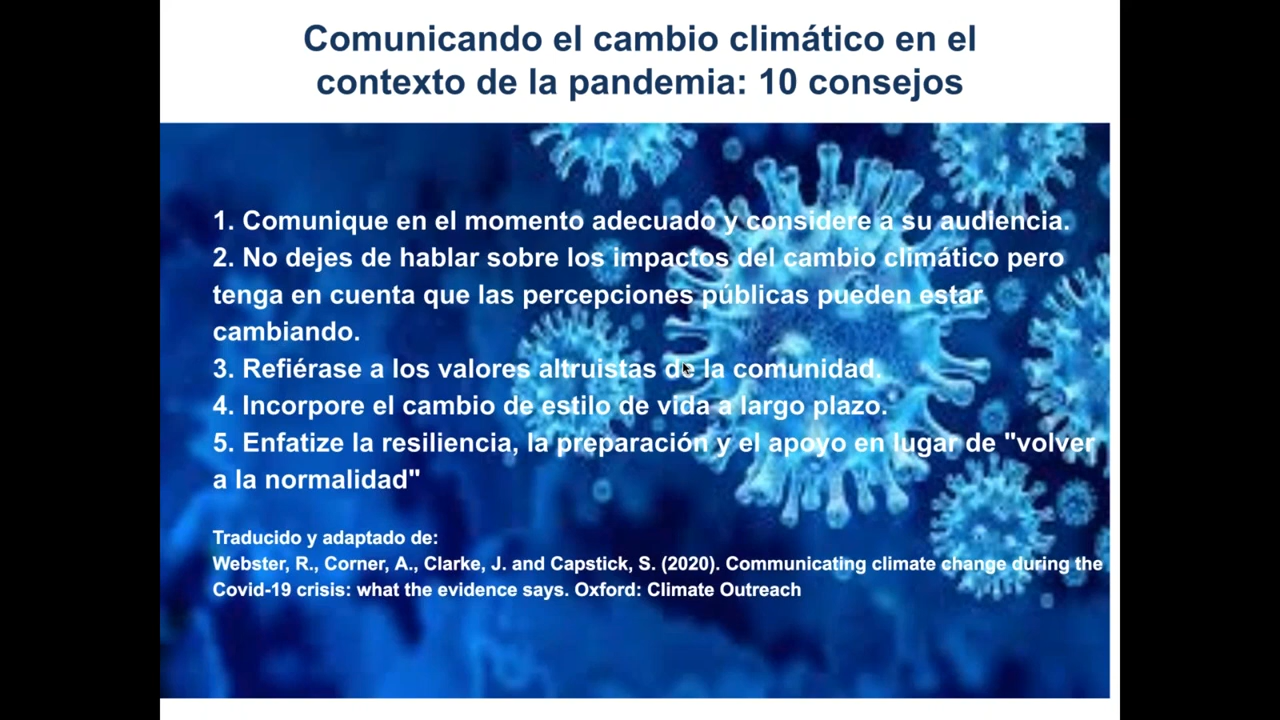 Comunicando el cambio climático en el
contexto de la pandemia: 10 consejos
1. Comunique en el momento adecuado y considere a su audiencia.
2. No dejes de hablar sobre los impactos del cambio climático pero
tenga en cuenta que las percepciones públicas pueden estar
cambiando.
3. Refiérase a los valores altruistas de la comunidad.
4. Incorpore el cambio de estilo de vida a largo plazo.
5. Enfatize la resiliencia, la preparación y el apoyo en lugar de "volver
a la normalidad"
Traducido y adaptado de:
Webster, R., Corner, A., Clarke, J. and Capstick, S. (2020). Communicating climate change during the
Covid-19 crisis: what the evidence says. Oxford: Climate Outreach